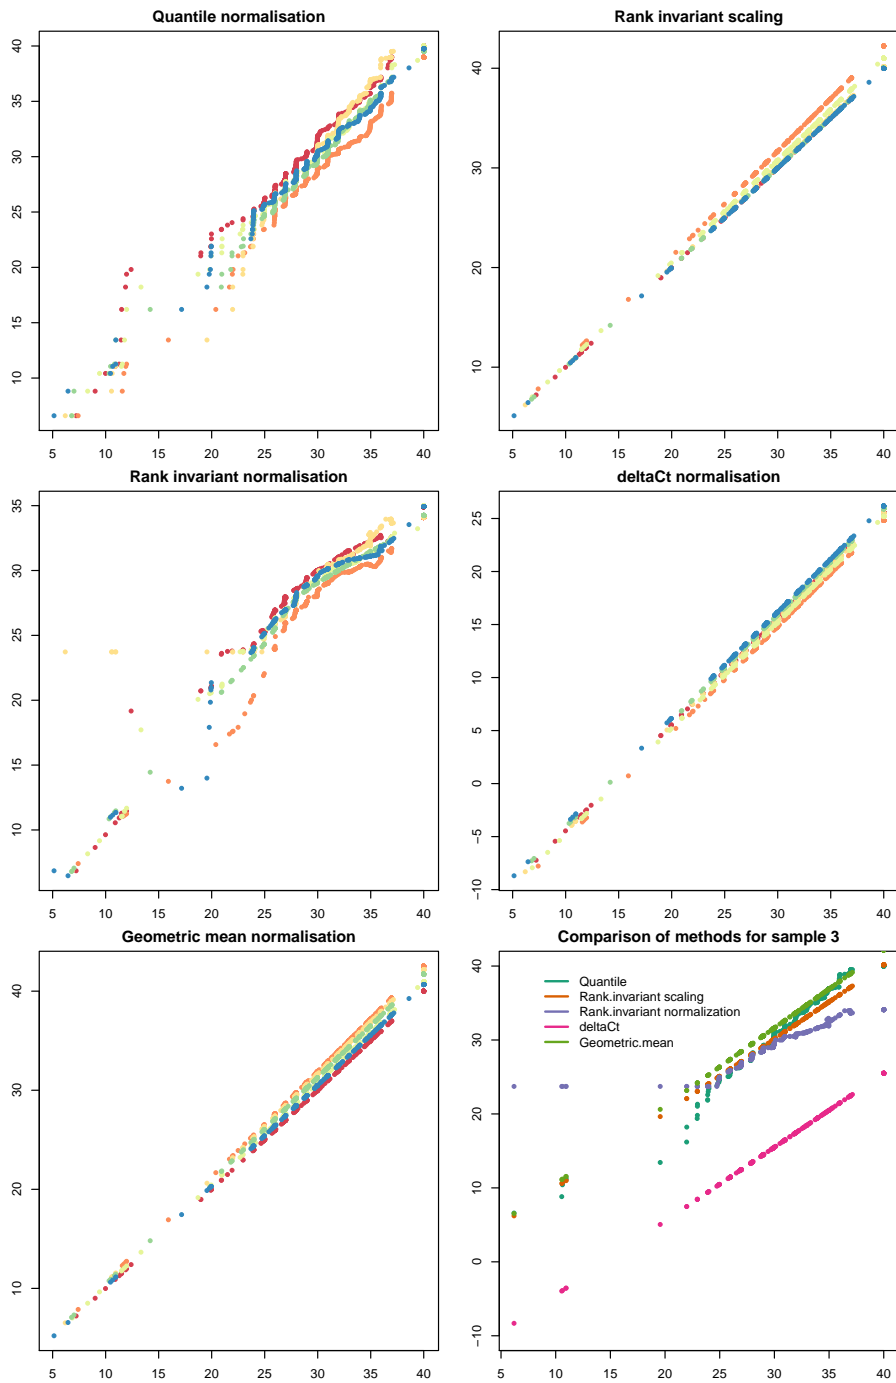 Quantile normalisation
40
35
30
25
20
15
10
5 10 15 20 25 30 35 40
Rank invariant scaling
40
30
20
10
5 10 15 20 25 30 35 40
Rank invariant normalisation
35
30
25
20
15
10
5 10 15 20 25 30 35 40
deltaCt normalisation
25
20
15
10
5
0
−5
−10
5 10 15 20 25 30 35 40
Geometric mean normalisation
40
30
20
10
Comparison of methods for sample 3
40
30
20
10
0
−10
Quantile
Rank.invariant scaling
Rank.invariant normalization
deltaCt
Geometric.mean
5 10 15 20 25 30 35 40
5 10 15 20 25 30 35 40